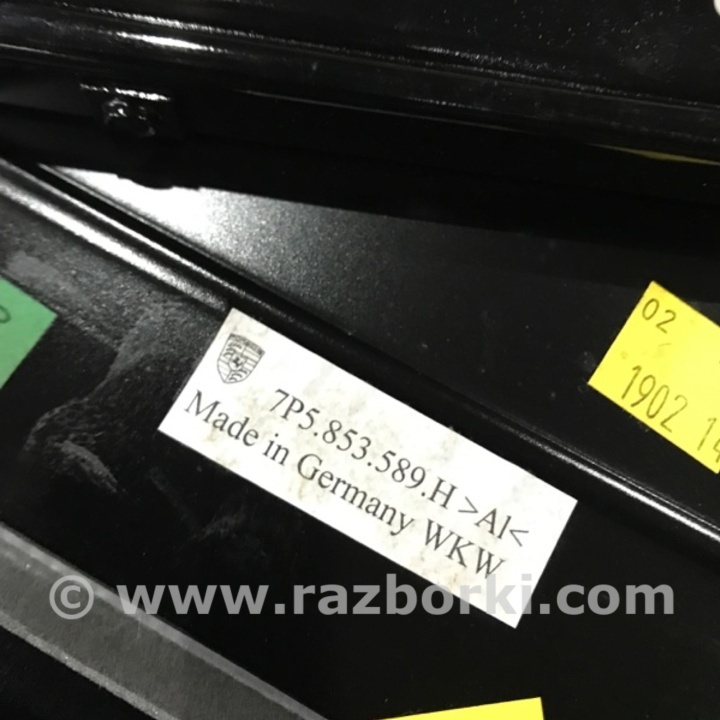 02
1902 14
7P5.853.589.H >Al<
Made in Germany WKW
© www.razborki.com